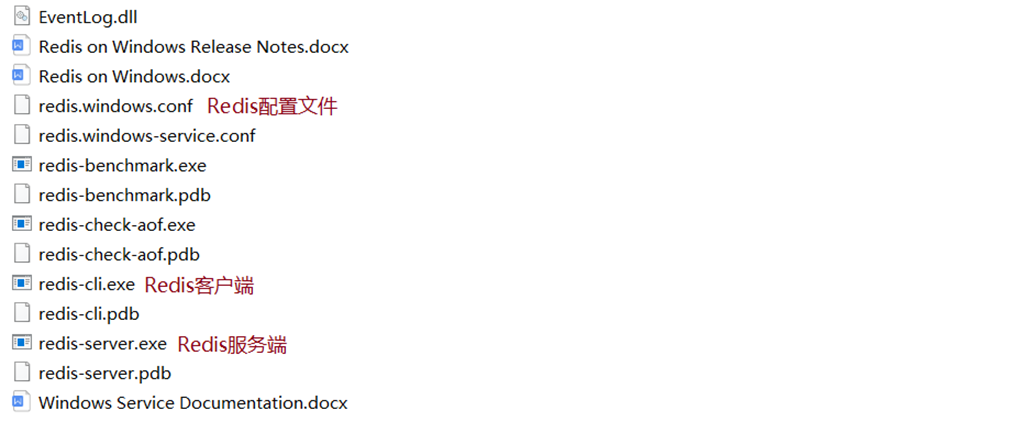 EventLog.dll
Redis on Windows Release Notes.docx
Redis on Windows.docx
redis.windows.conf Redis配置文件
redis.windows-service.conf
redis-benchmark.exe
redis-benchmark.pdb
redis-check-aof.exe
redis-check-aof.pdb
redis-cli.exe Redis客户端
redis-cli.pdb
redis-server.exe Redis服务端
redis-server.pdb
Windows Service Documentation.docx